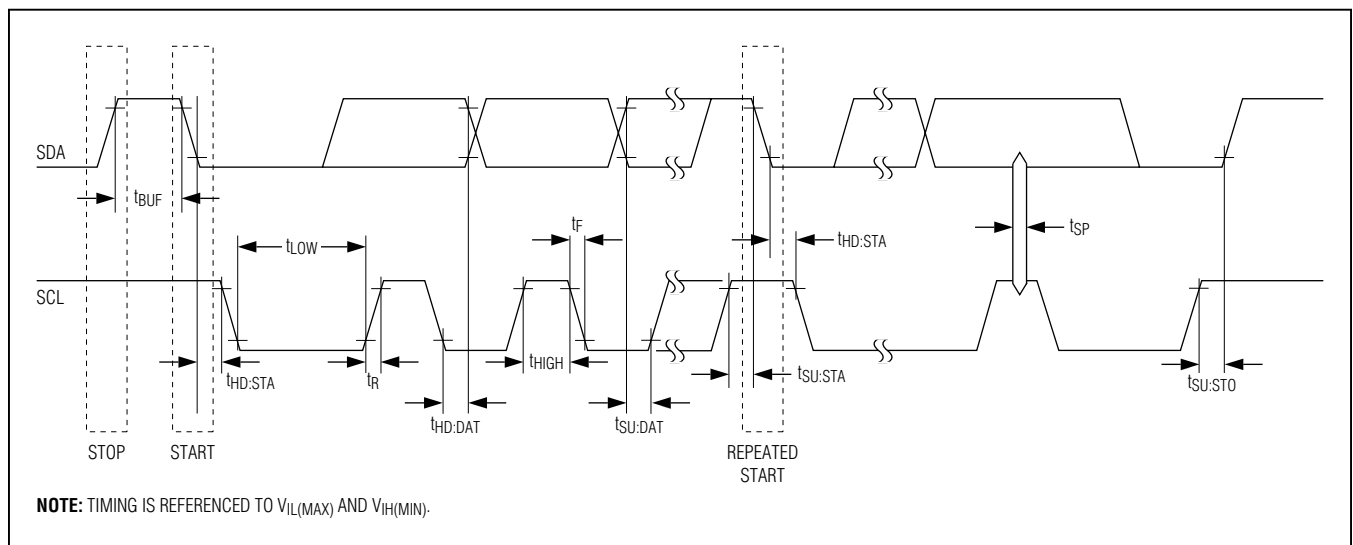 SDA
tBUF
tLOW
tF
tHD:STA
tSP
SCL
tHD:STA
tR
tHIGH
tSU:STA
tSU:STO
tHD:DAT
tSU:DAT
STOP
START
REPEATED
START
NOTE: TIMING IS REFERENCED TO VIL(MAX) AND VIH(MIN).